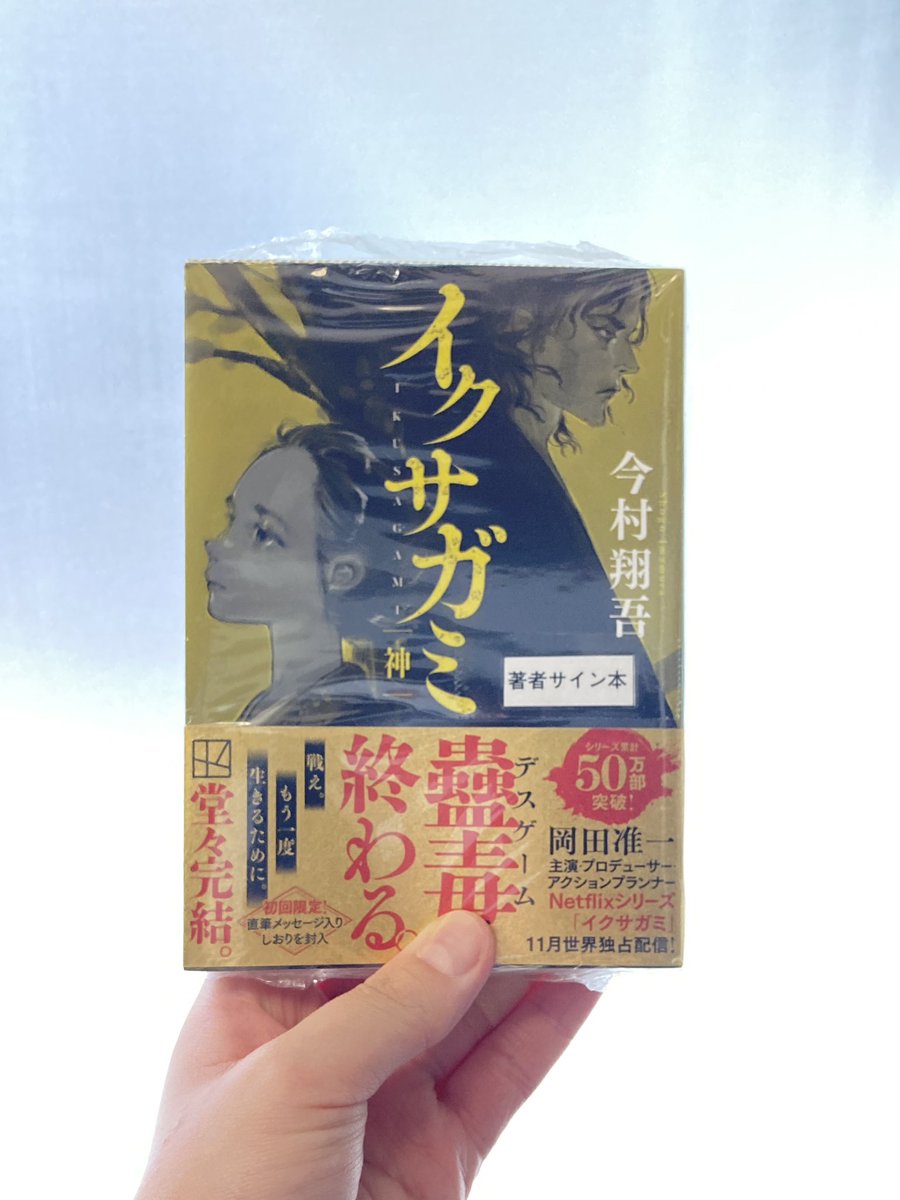 イクサガミ
IKUSAGAMI
神
今村翔吾
著者サイン本
シリーズ累計
50万部
突破!
岡田准一
主演・プロデューサー・
アクションプランナー
Netflixシリーズ
「イクサガミ」
11月世界独占配信!
デスゲーム
蠱毒
終わる。
戦え。
もう一度
生きるために。
堂々完結。
初回限定!
直筆メッセージ入り
しおりを封入